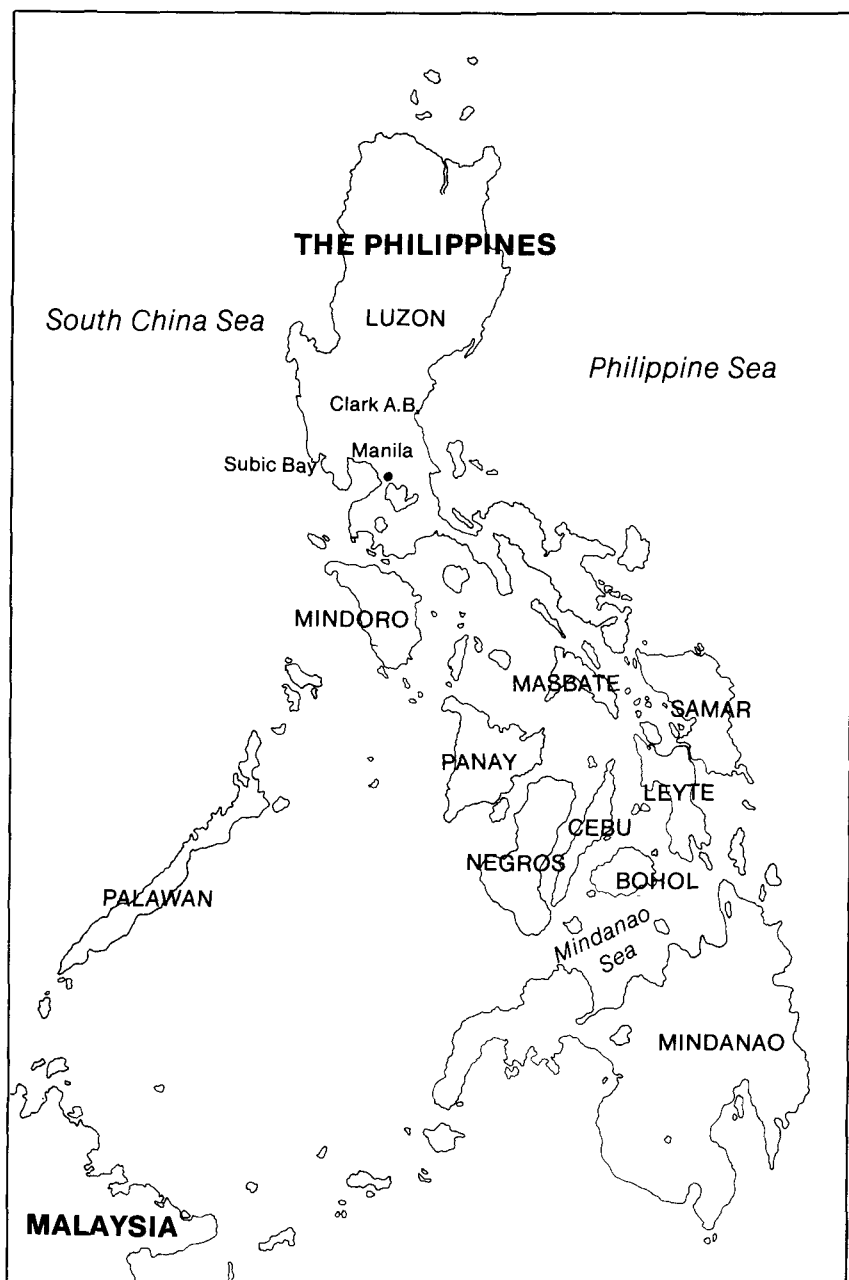 THE PHILIPPINES
South China Sea
LUZON
Philippine Sea
Clark A.B.
Manila
Subic Bay
MINDORO
MASBATE
SAMAR
PANAY
LEYTE
CEBU
NEGROS
BOHOL
PALAWAN
Mindanao
Sea
MINDANAO
MALAYSIA